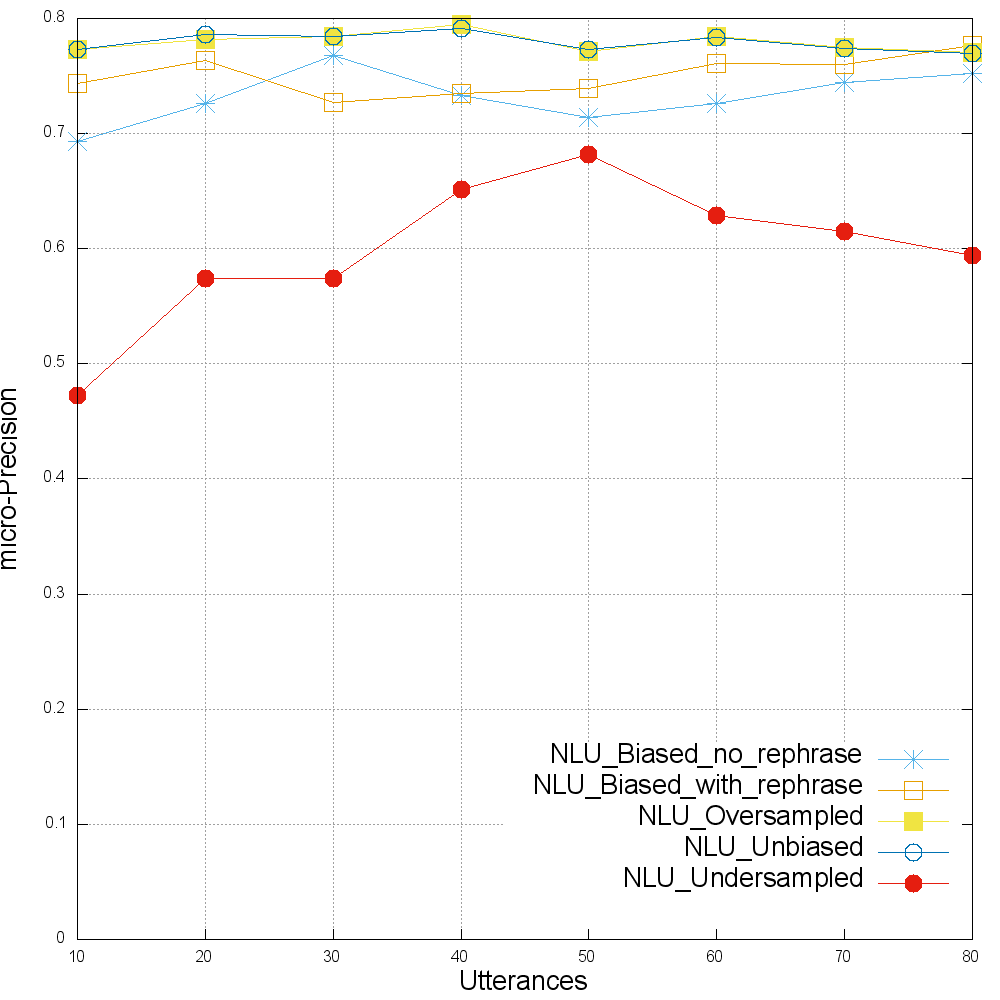 0.8
0.7
0.6
0.5
0.4
0.3
0.2
0.1
0
micro-Precision
NLU_Biased_no_rephrase
NLU_Biased_with_rephrase
NLU_Oversampled
NLU_Unbiased
NLU_Undersampled
10 20 30 40 50 60 70 80
Utterances